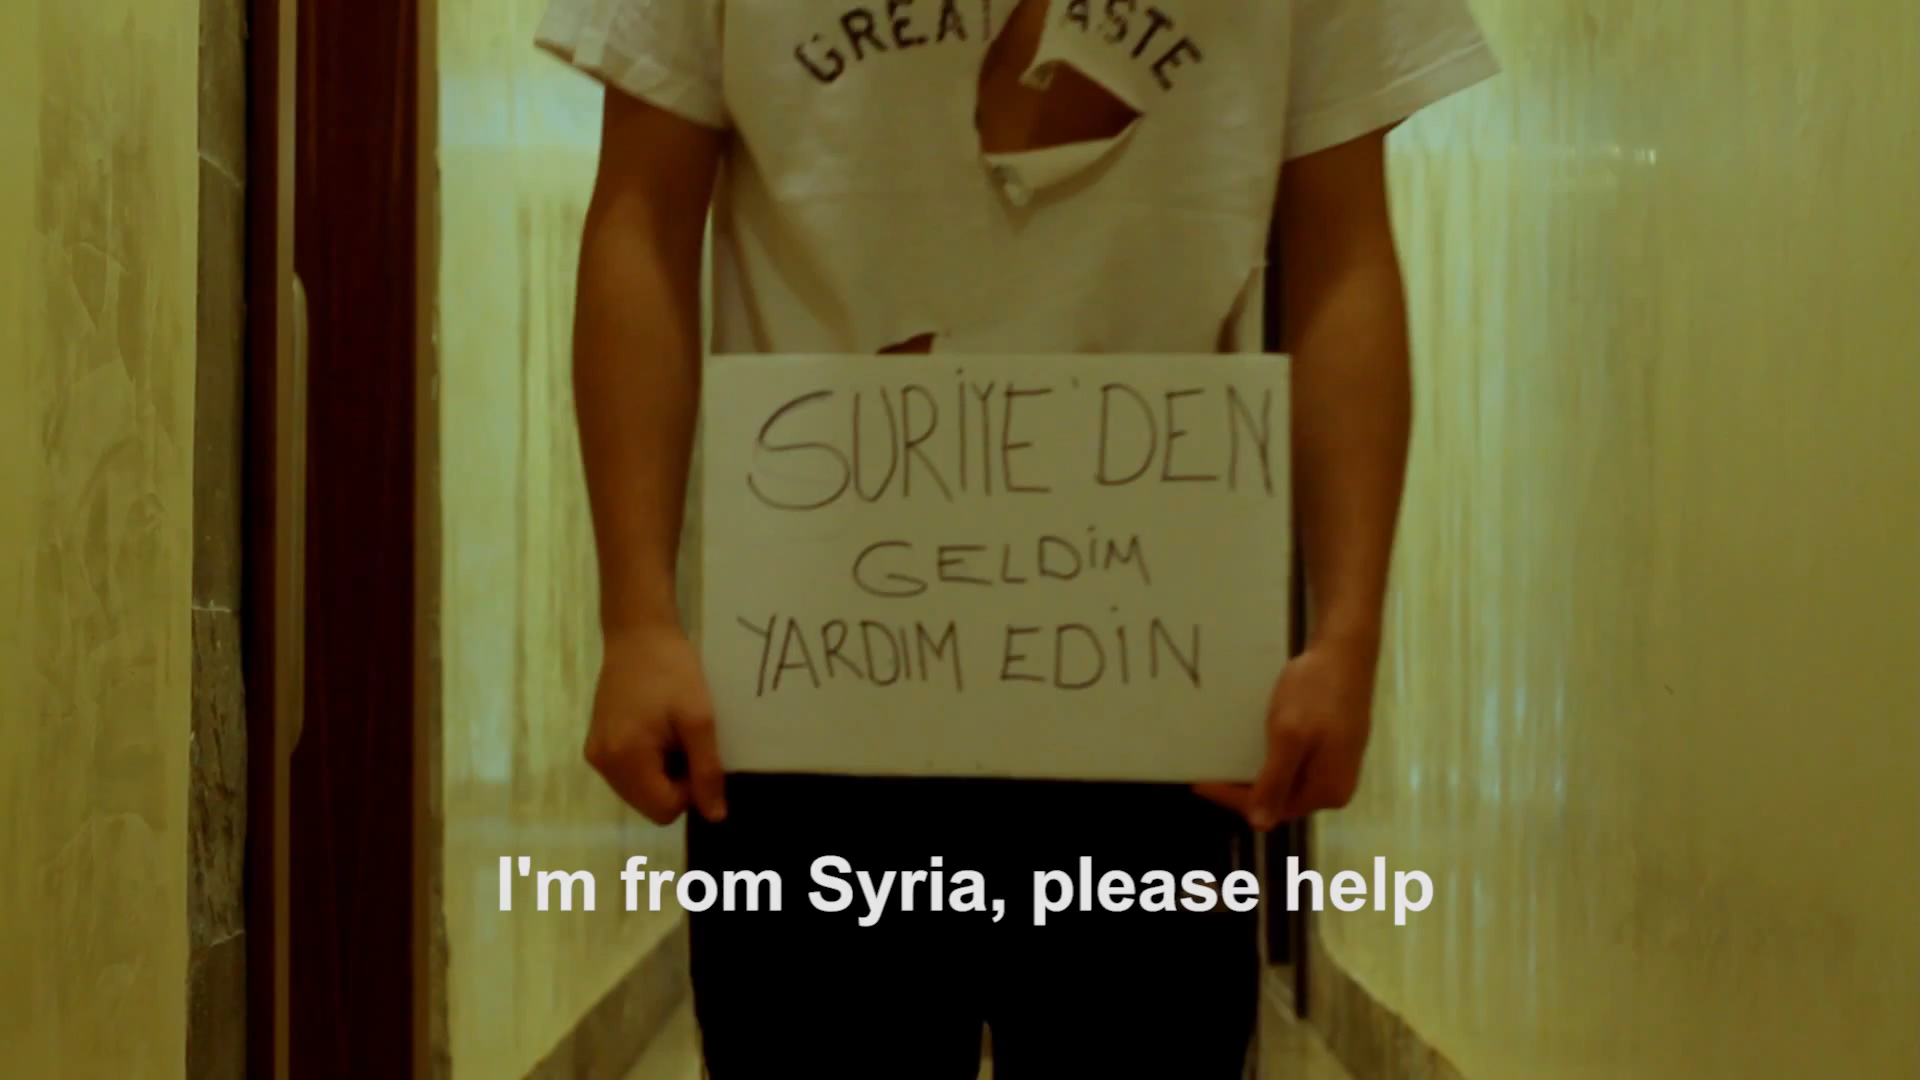 GREAT ASTE
SURİYE'DEN
GELDİM
YARDIM EDİN
I'm from Syria, please help